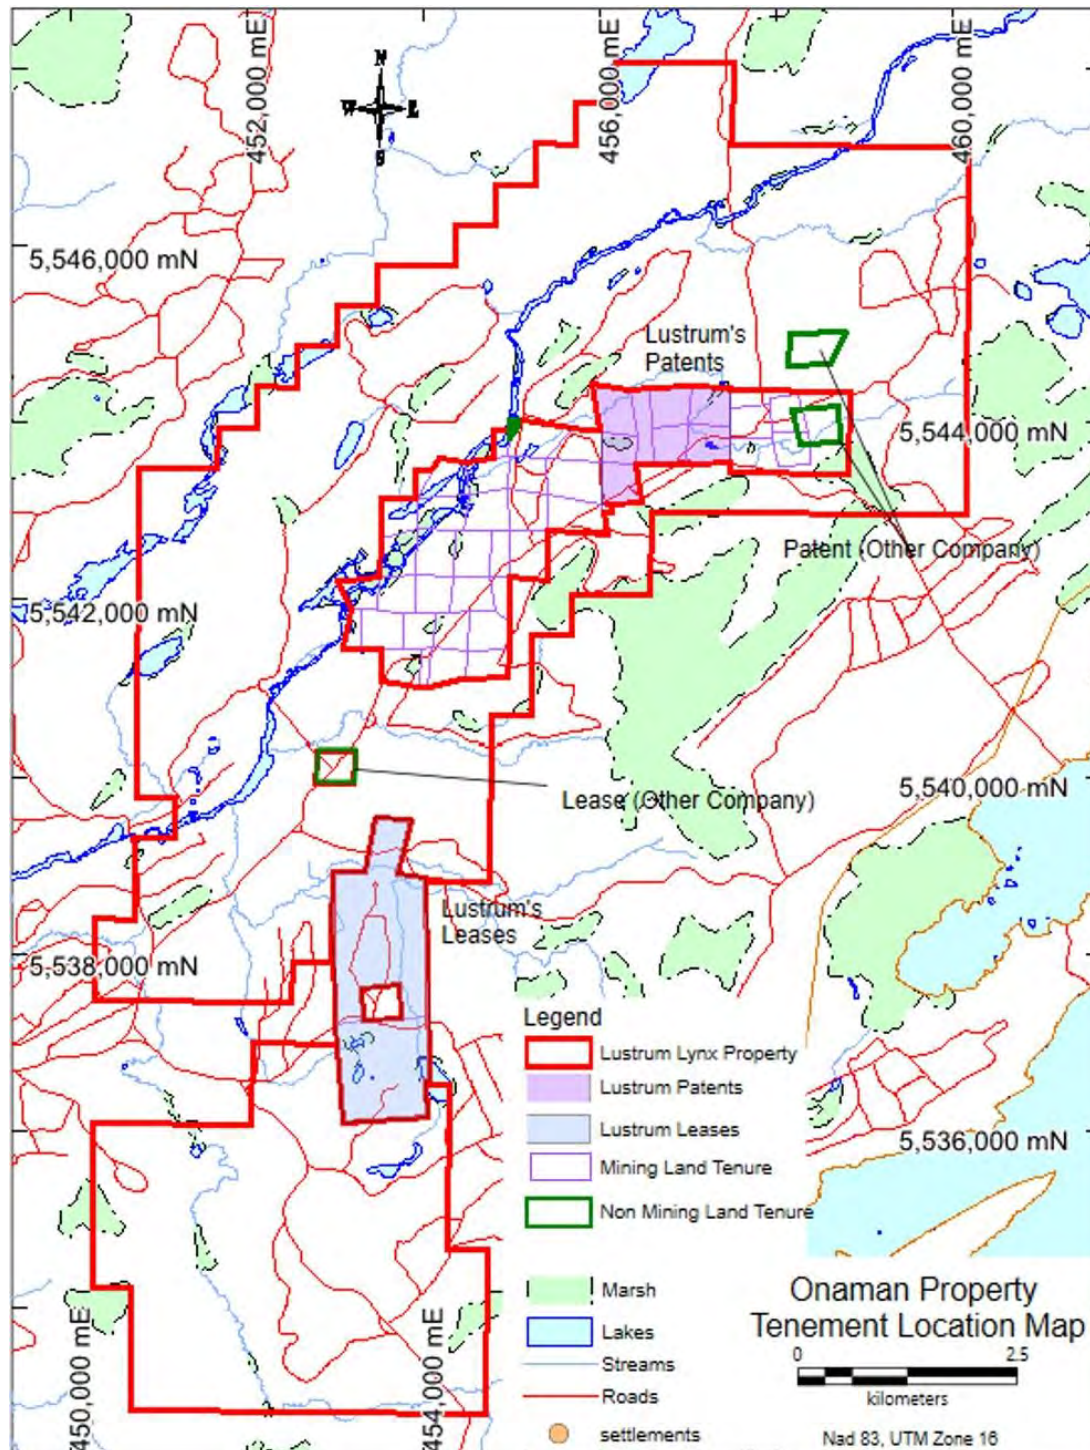 452,000 mE
456,000 mE
460,000 mE
N
W E
S
5,546,000 mN
Lustrum's
Patents
5,544,000 mN
Patent (Other Company)
5,542,000 mN
5,540,000 mN
Lease (Other Company)
Lustrum's
Leases
5,538,000 mN
Legend
Lustrum Lynx Property
Lustrum Patents
Lustrum Leases
5,536,000 mN
Mining Land Tenure
Non Mining Land Tenure
Marsh
Lakes
Streams
Roads
settlements
Onaman Property
Tenement Location Map
0 2.5
kilometers
Nad 83, UTM Zone 16
450,000 mE
454,000 mE